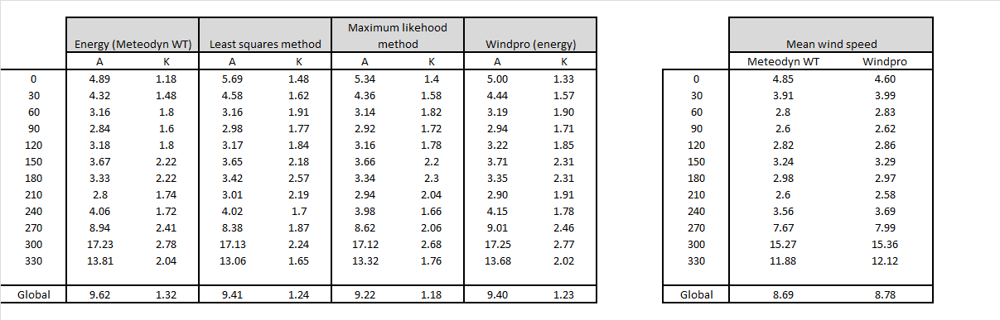 Maximum likehood
Energy (Meteodyn WT) Least squares method method Windpro (energy) Mean wind speed
A K A K A K A K Meteodyn WT Windpro
0 4.89 1.18 5.69 1.48 5.34 1.4 5.00 1.33 0 4.85 4.60
30 4.32 1.48 4.58 1.62 4.36 1.58 4.44 1.57 30 3.91 3.99
60 3.16 1.8 3.16 1.91 3.14 1.82 3.19 1.90 60 2.8 2.83
90 2.84 1.6 2.98 1.77 2.92 1.72 2.94 1.71 90 2.6 2.62
120 3.18 1.8 3.17 1.84 3.16 1.78 3.22 1.85 120 2.82 2.86
150 3.67 2.22 3.65 2.18 3.66 2.2 3.71 2.31 150 3.24 3.29
180 3.33 2.22 3.42 2.57 3.34 2.3 3.35 2.31 180 2.98 2.97
210 2.8 1.74 3.01 2.19 2.94 2.04 2.90 1.91 210 2.6 2.58
240 4.06 1.72 4.02 1.7 3.98 1.66 4.15 1.78 240 3.56 3.69
270 8.94 2.41 8.38 1.87 8.62 2.06 9.01 2.46 270 7.67 7.99
300 17.23 2.78 17.13 2.24 17.12 2.68 17.25 2.77 300 15.27 15.36
330 13.81 2.04 13.06 1.65 13.32 1.76 13.68 2.02 330 11.88 12.12
Global 9.62 1.32 9.41 1.24 9.22 1.18 9.40 1.23 Global 8.69 8.78